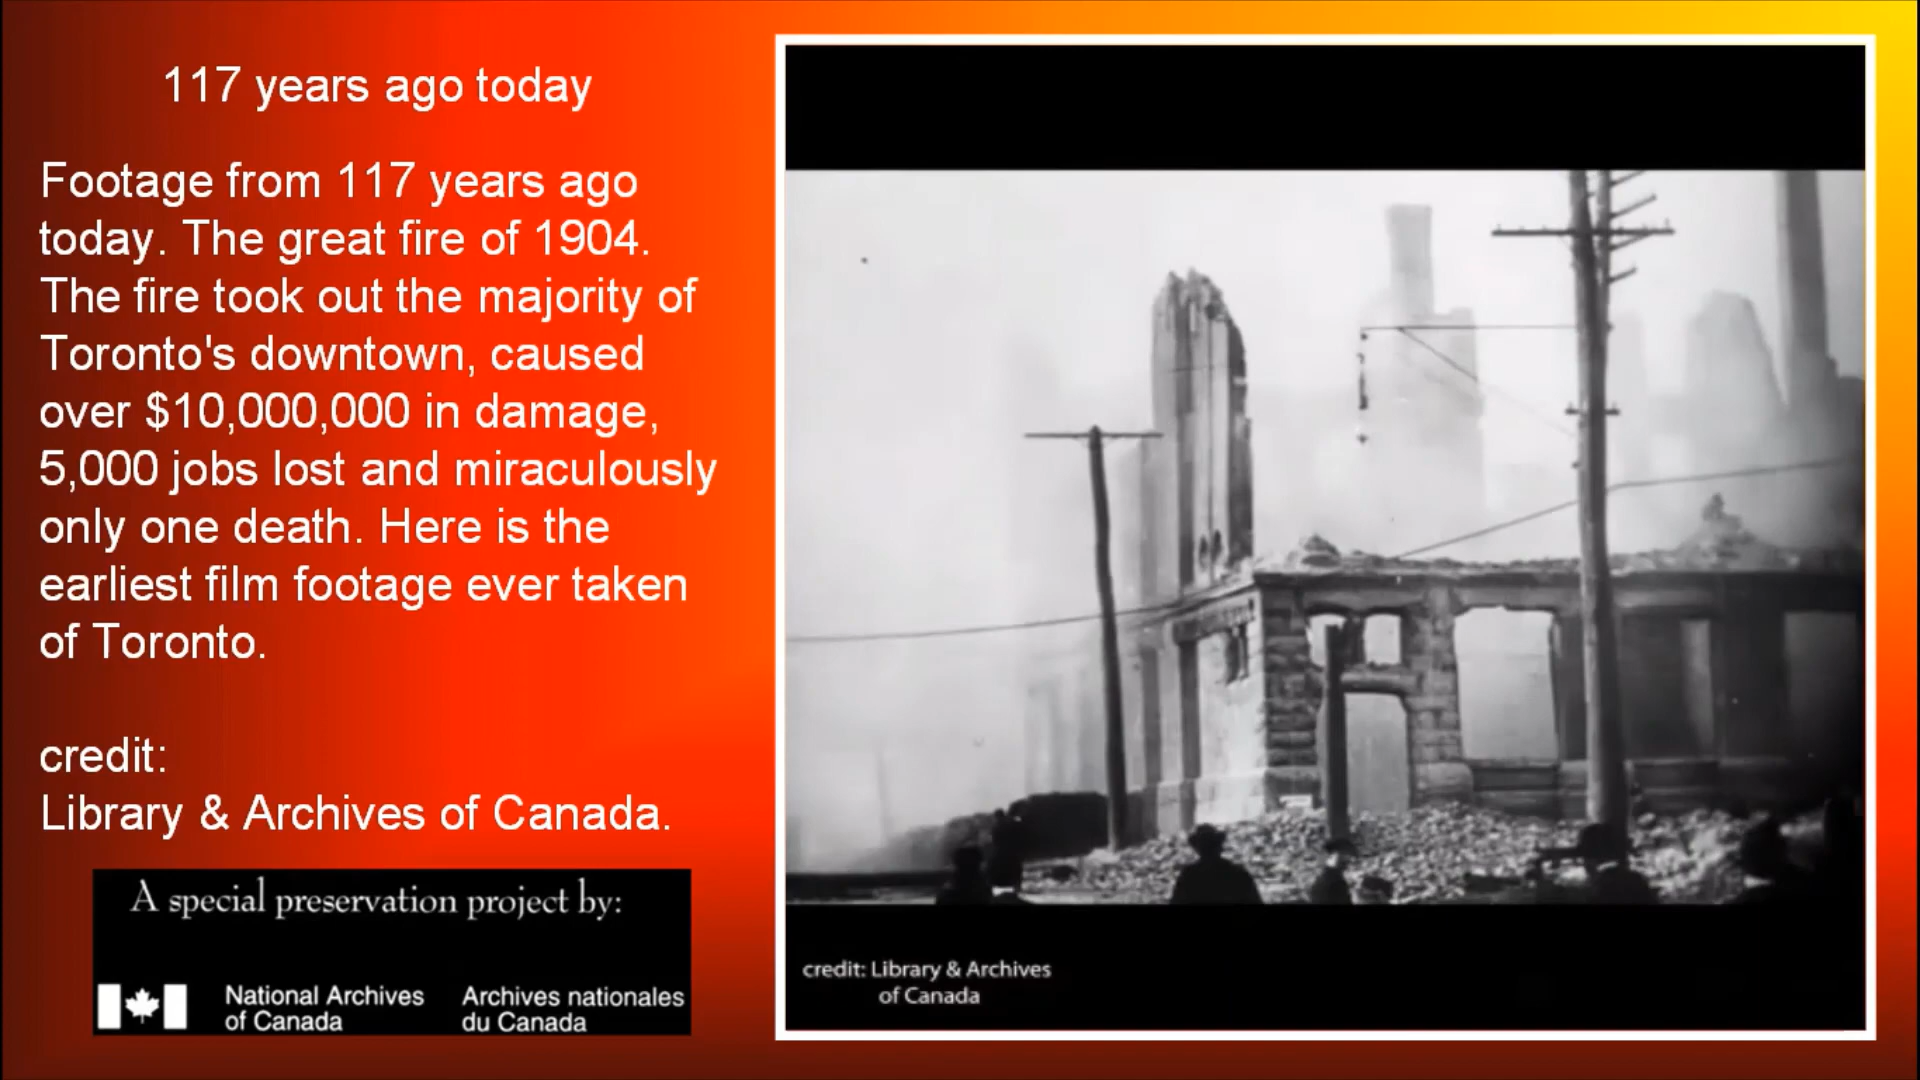 117 years ago today
Footage from 117 years ago
today. The great fire of 1904.
The fire took out the majority of
Toronto's downtown, caused
over $10,000,000 in damage,
5,000 jobs lost and miraculously
only one death. Here is the
earliest film footage ever taken
of Toronto.
credit:
Library & Archives of Canada.
A special preservation project by:
National Archives
of Canada
Archives nationales
du Canada
credit: Library & Archives
of Canada